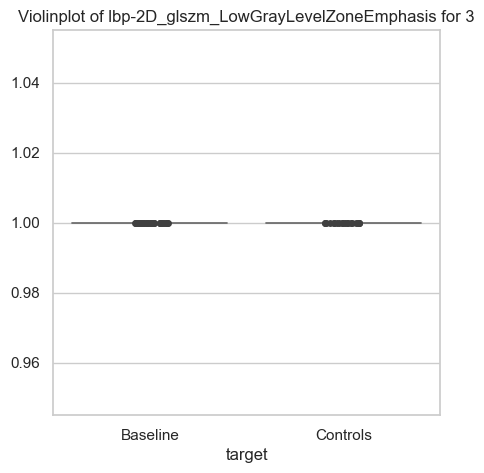 Violinplot of lbp-2D_glszm_LowGrayLevelZoneEmphasis for 3
1.04
1.02
1.00
0.98
0.96
Baseline Controls
target